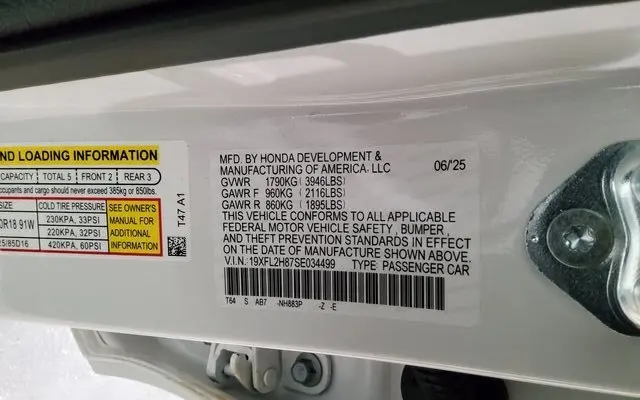 ND LOADING INFORMATION
CAPACITY TOTAL 5 FRONT 2 REAR 3
ccupants and cargo should never exceed 385kg or 850lbs.
SIZE COLD TIRE PRESSURE
0R18 91W 230KPA, 33PSI
220KPA, 32PSI
5/85D16 420KPA, 60PSI
SEE OWNER'S
MANUAL FOR
ADDITIONAL
INFORMATION
T47 A1
MFD. BY HONDA DEVELOPMENT &
MANUFACTURING OF AMERICA, LLC 06/25
GVWR 1790KG (3946LBS)
GAWR F 960KG (2116LBS)
GAWR R 860KG (1895LBS)
THIS VEHICLE CONFORMS TO ALL APPLICABLE
FEDERAL MOTOR VEHICLE SAFETY, BUMPER,
AND THEFT PREVENTION STANDARDS IN EFFECT
ON THE DATE OF MANUFACTURE SHOWN ABOVE.
V.I.N: 19XFL2H87SE034499 TYPE PASSENGER CAR
T64 S AB7 -NH883P -Z -E